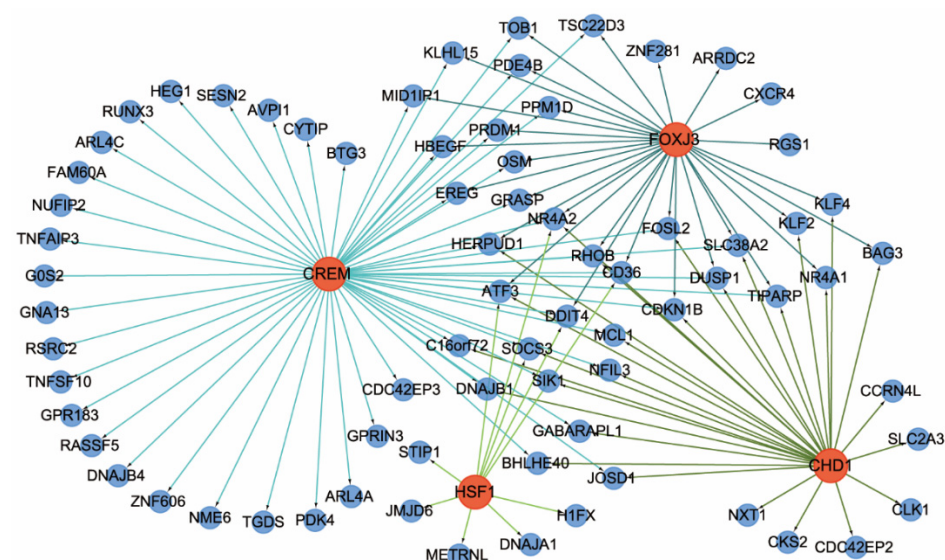 TOB1
TSC22D3
KLHL15
ZNF281
ARRDC2
PDE4B
HEG1
SESN2
MID1IP1
CXCR4
RUNX3
AVPI1
PPM1D
CYTIP
PRDM1
ARL4C
HBEGF
FOXJ3
RGS1
BTG3
OSM
FAM60A
EREG
GRASP
KLF4
NUFIP2
NR4A2
FOSL2
KLF2
TNFAIP3
HERPUD1
SLC38A2
RHOB
BAG3
G0S2
CREM
CD36
DUSP1
NR4A1
ATF3
TIPARP
GNA13
DDIT4
CDKN1B
MCL1
RSRC2
C16orf72
SOCS3
NFIL3
TNFSF10
CDC42EP3
DNAJB1
SIK1
CCRN4L
GPR183
GPRIN3
GABARAPL1
SLC2A3
RASSF5
STIP1
BHLHE40
CHD1
DNAJB4
JOSD1
ZNF606
ARL4A
HSF1
NME6
PDK4
JMJD6
H1FX
NXT1
CLK1
TGDS
DNAJA1
CKS2
CDC42EP2
METRNL